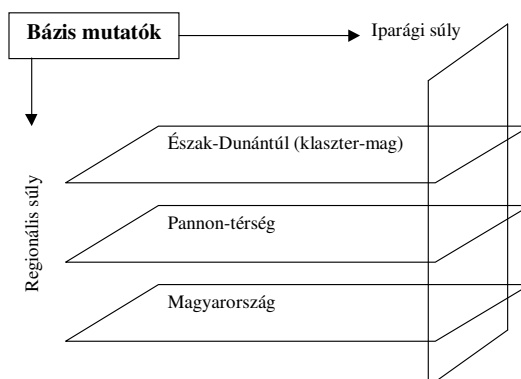 Bázis mutatók
Iparági súly
Regionális súly
Észak-Dunántúl (klaszter-mag)
Pannon-térség
Magyarország